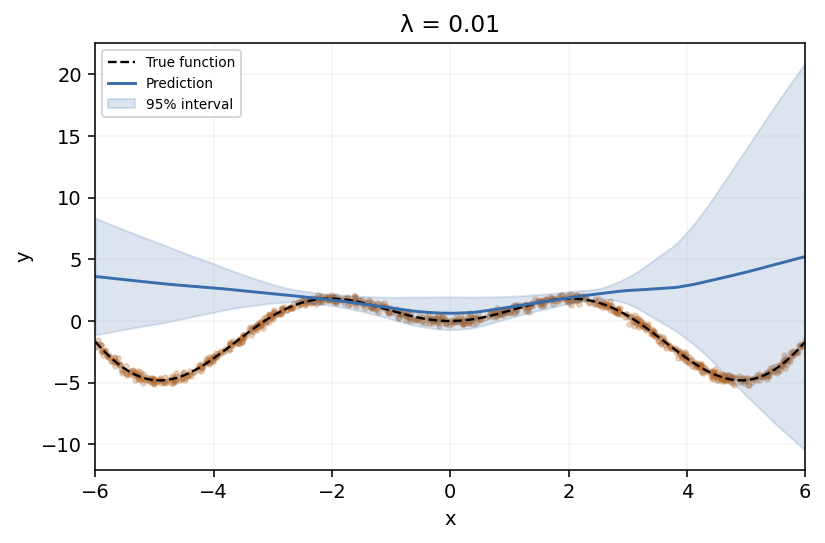 λ = 0.01
True function
Prediction
95% interval
20
15
10
5
0
−5
−10
y
−6
−4
−2
0
2
4
6
x